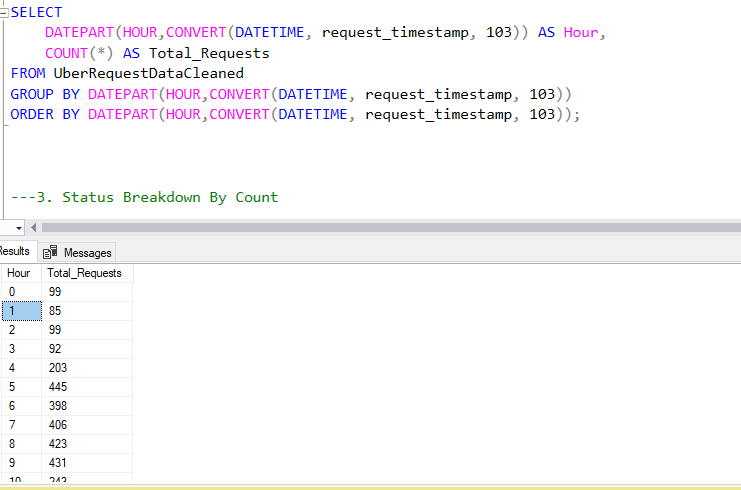 SELECT
DATEPART(HOUR,CONVERT(DATETIME, request_timestamp, 103)) AS Hour,
COUNT(*) AS Total_Requests
FROM UberRequestDataCleaned
GROUP BY DATEPART(HOUR,CONVERT(DATETIME, request_timestamp, 103))
ORDER BY DATEPART(HOUR,CONVERT(DATETIME, request_timestamp, 103));
---3. Status Breakdown By Count
Results Messages
Hour Total_Requests
0 99
1 85
2 99
3 92
4 203
5 445
6 398
7 406
8 423
9 431
10 243